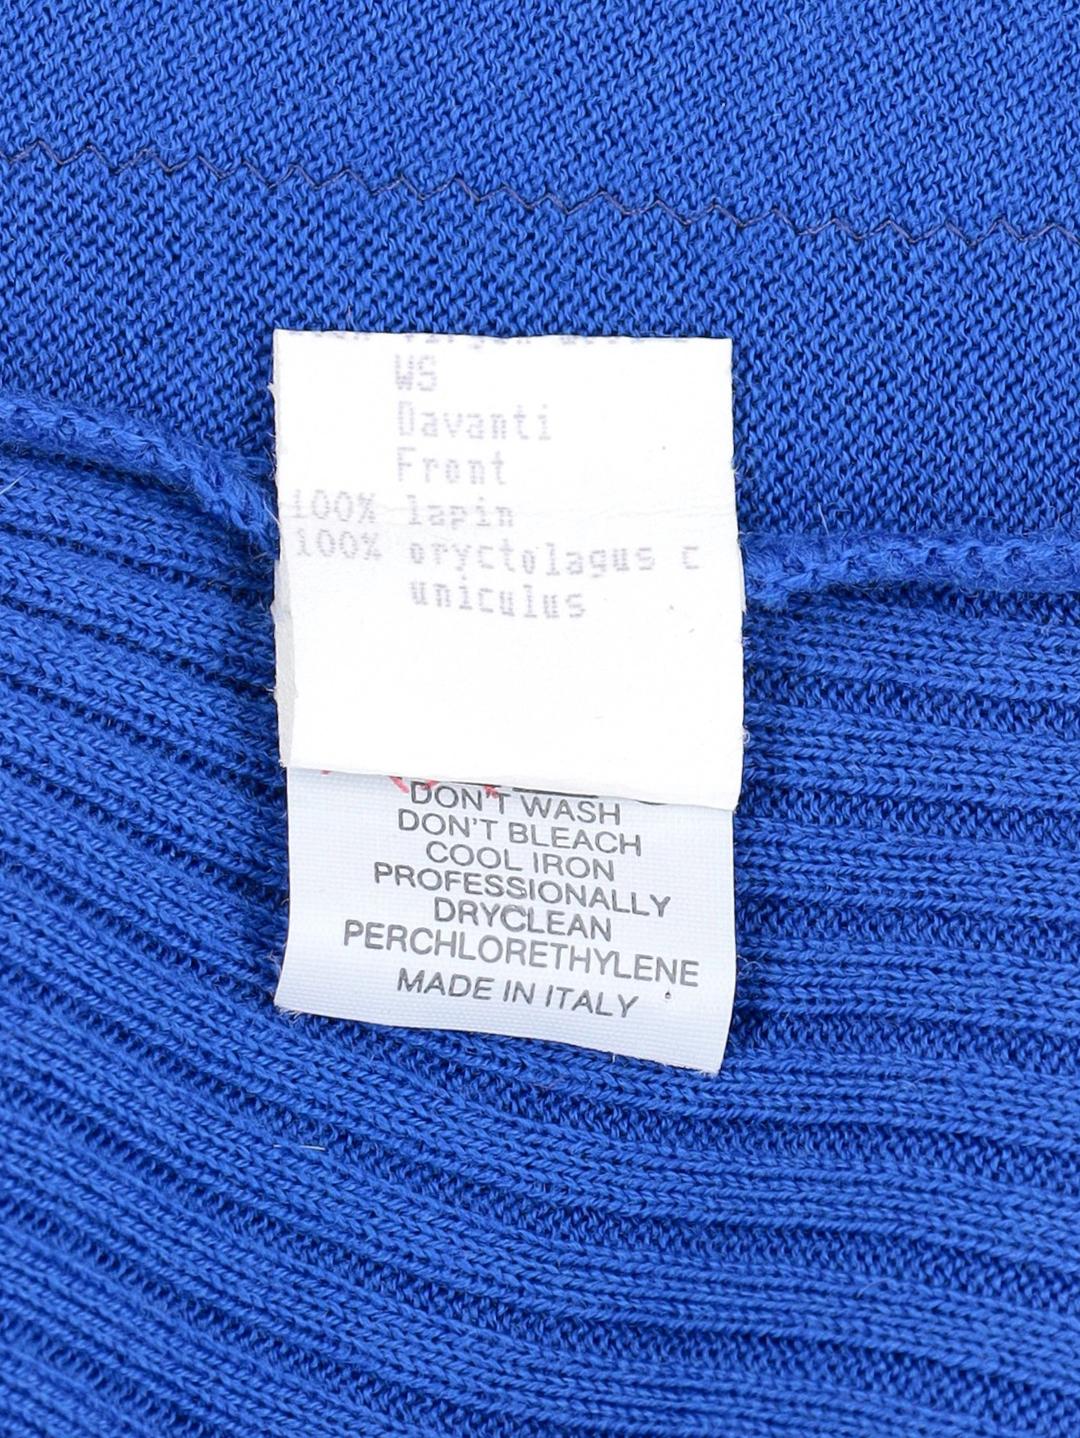 WS
Davanti
Front
100% lapin
100% oryctolagus c
uniculus
DON'T WASH
DON'T BLEACH
COOL IRON
PROFESSIONALLY
DRYCLEAN
PERCHLORETHYLENE
MADE IN ITALY